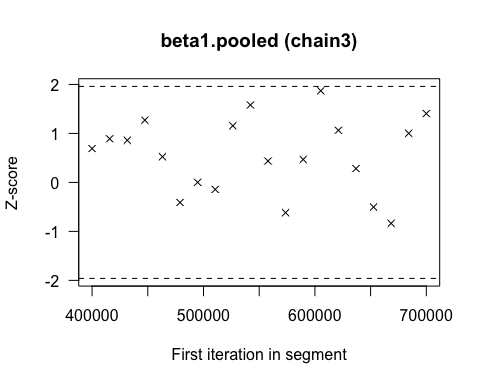 beta1.pooled (chain3)
Z-score
2
1
0
-1
-2
400000 500000 600000 700000
First iteration in segment